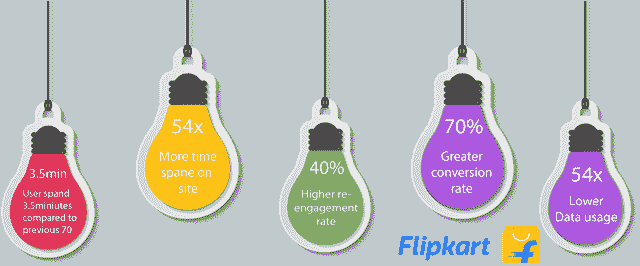 3.5min
User spand
3.5miniutes
compared to
previous 70
54x
More time
spane on
site
40%
Higher re-
engagement
rate
70%
Greater
conversion
rate
54x
Lower
Data usage
Flipkart